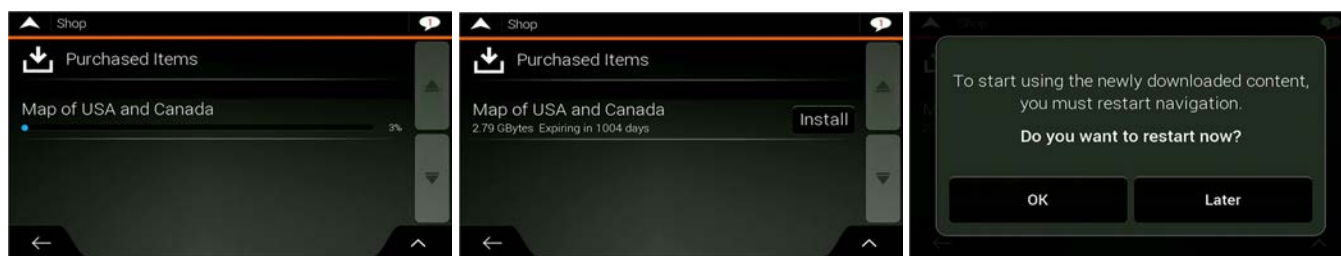 Shop
1
Purchased Items
Map of USA and Canada
3%
Shop
1
Purchased Items
Map of USA and Canada
2.79 GBytes Expiring in 1004 days
Install
To start using the newly downloaded content,
you must restart navigation.
Do you want to restart now?
OK
Later